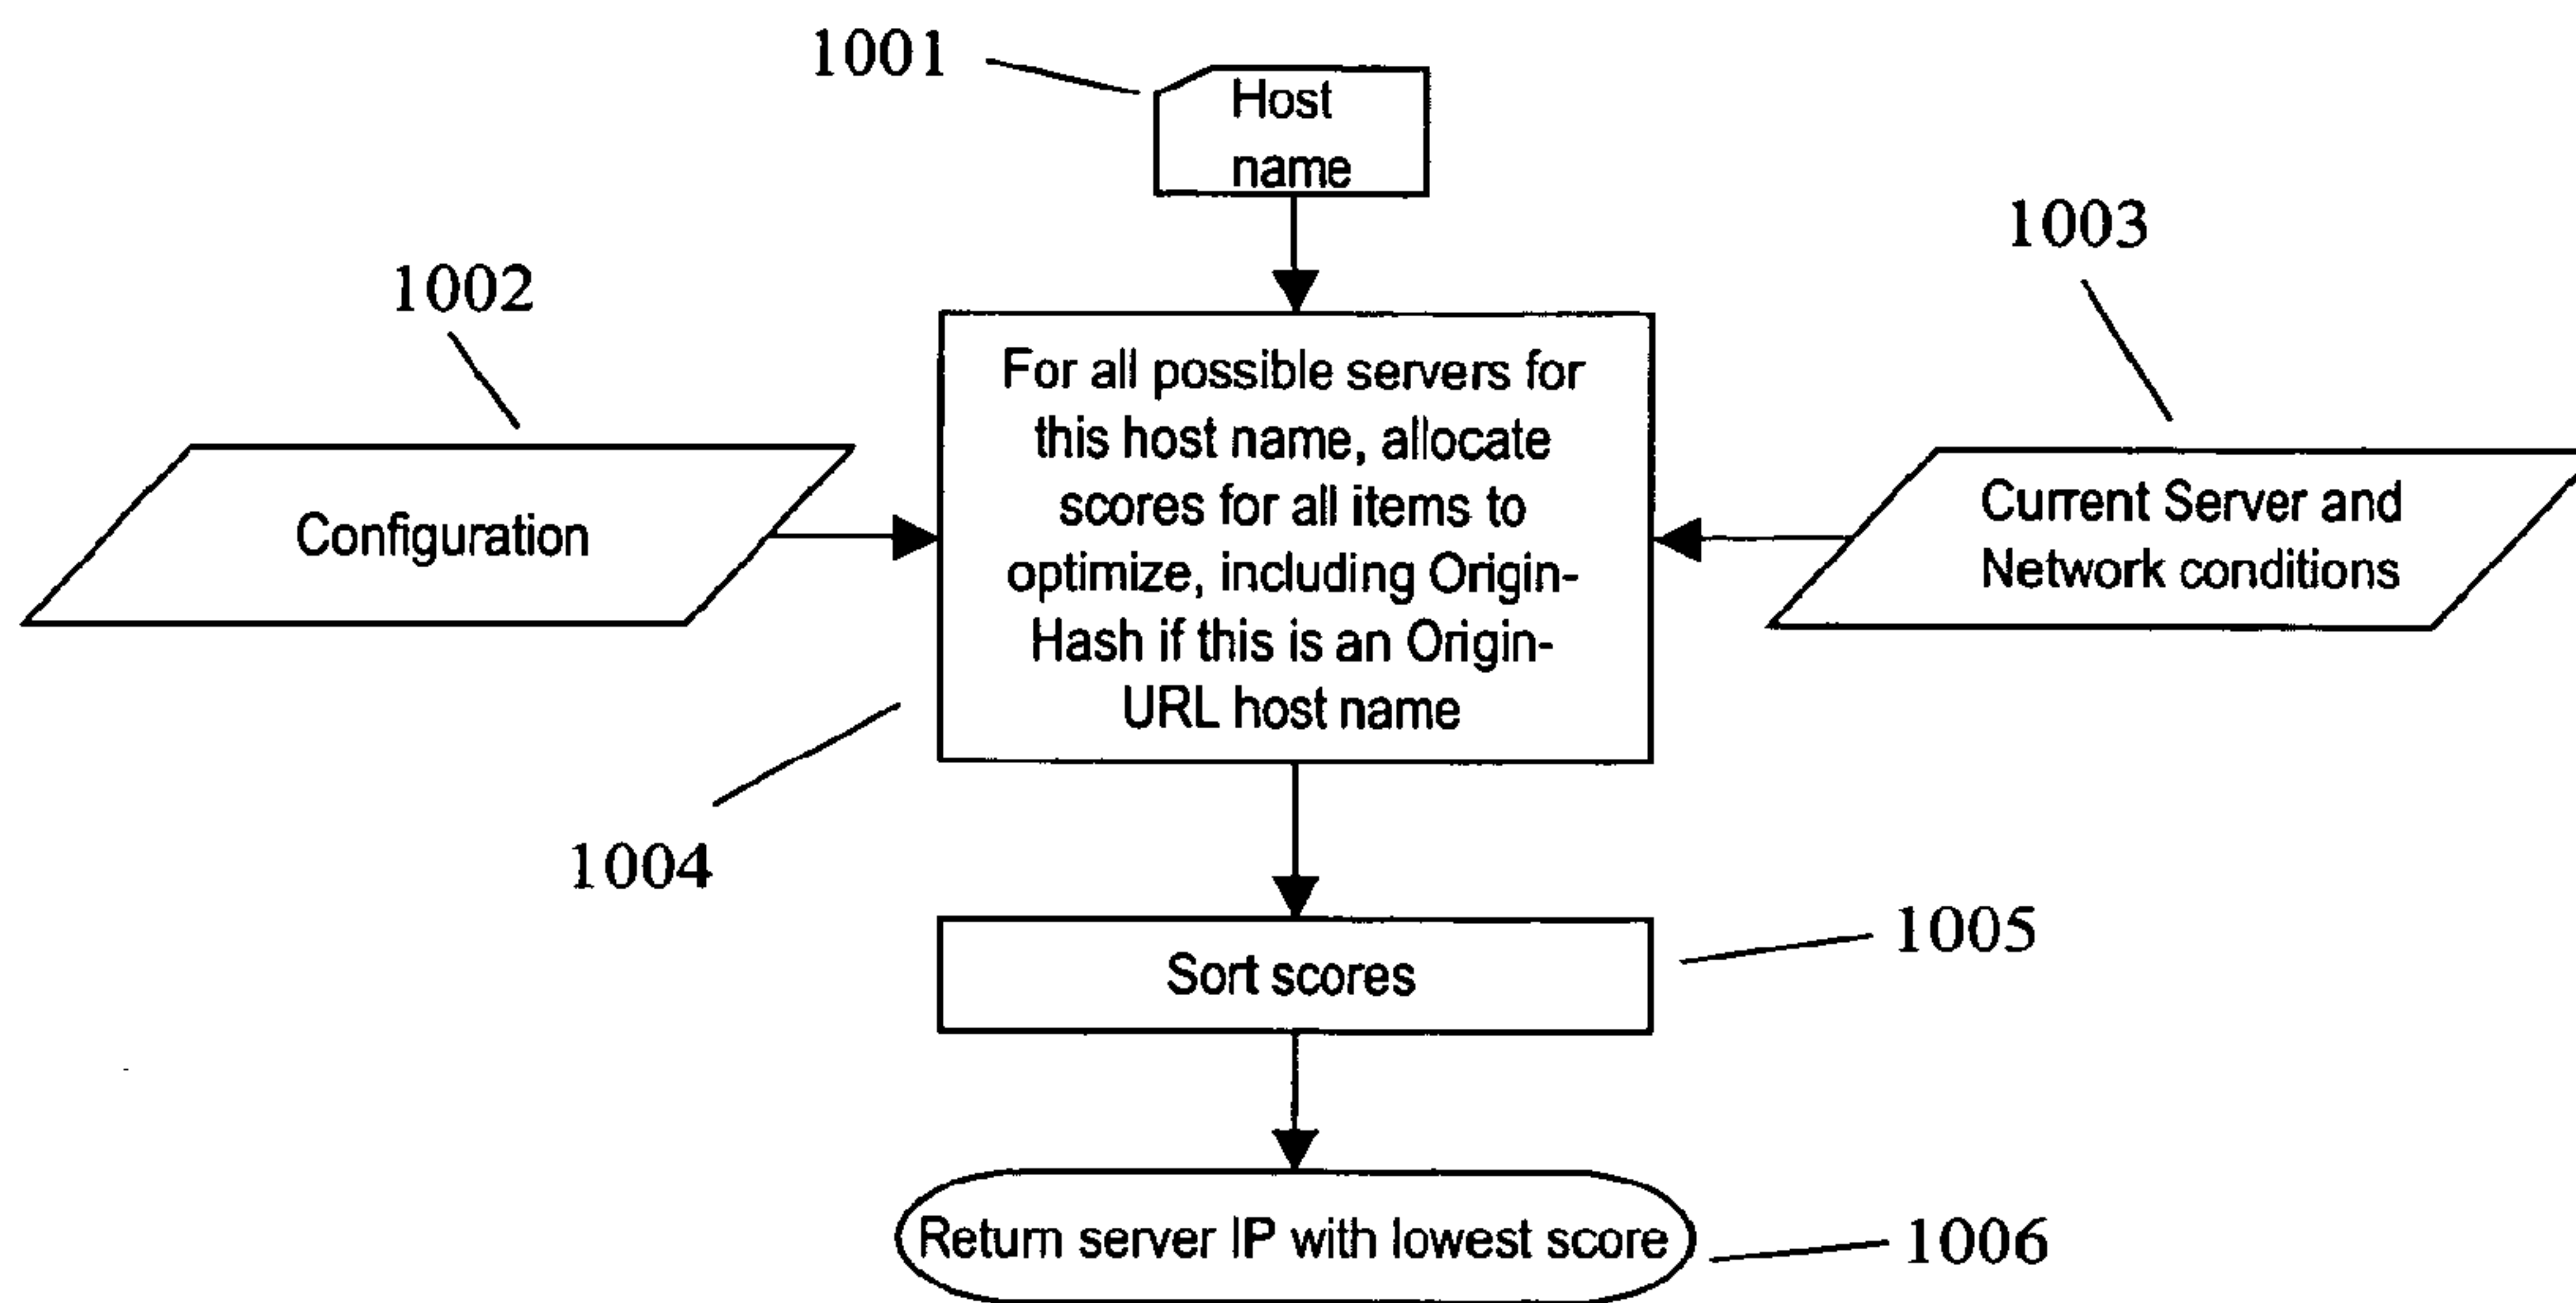 1001
Host
name
1003
1002
For all possible servers for
this host name, allocate
scores for all items to
optimize, including Origin-
Hash if this is an Origin-
URL host name
Configuration
Current Server and
Network conditions
1004
1005
Sort scores
Return server IP with lowest score
1006